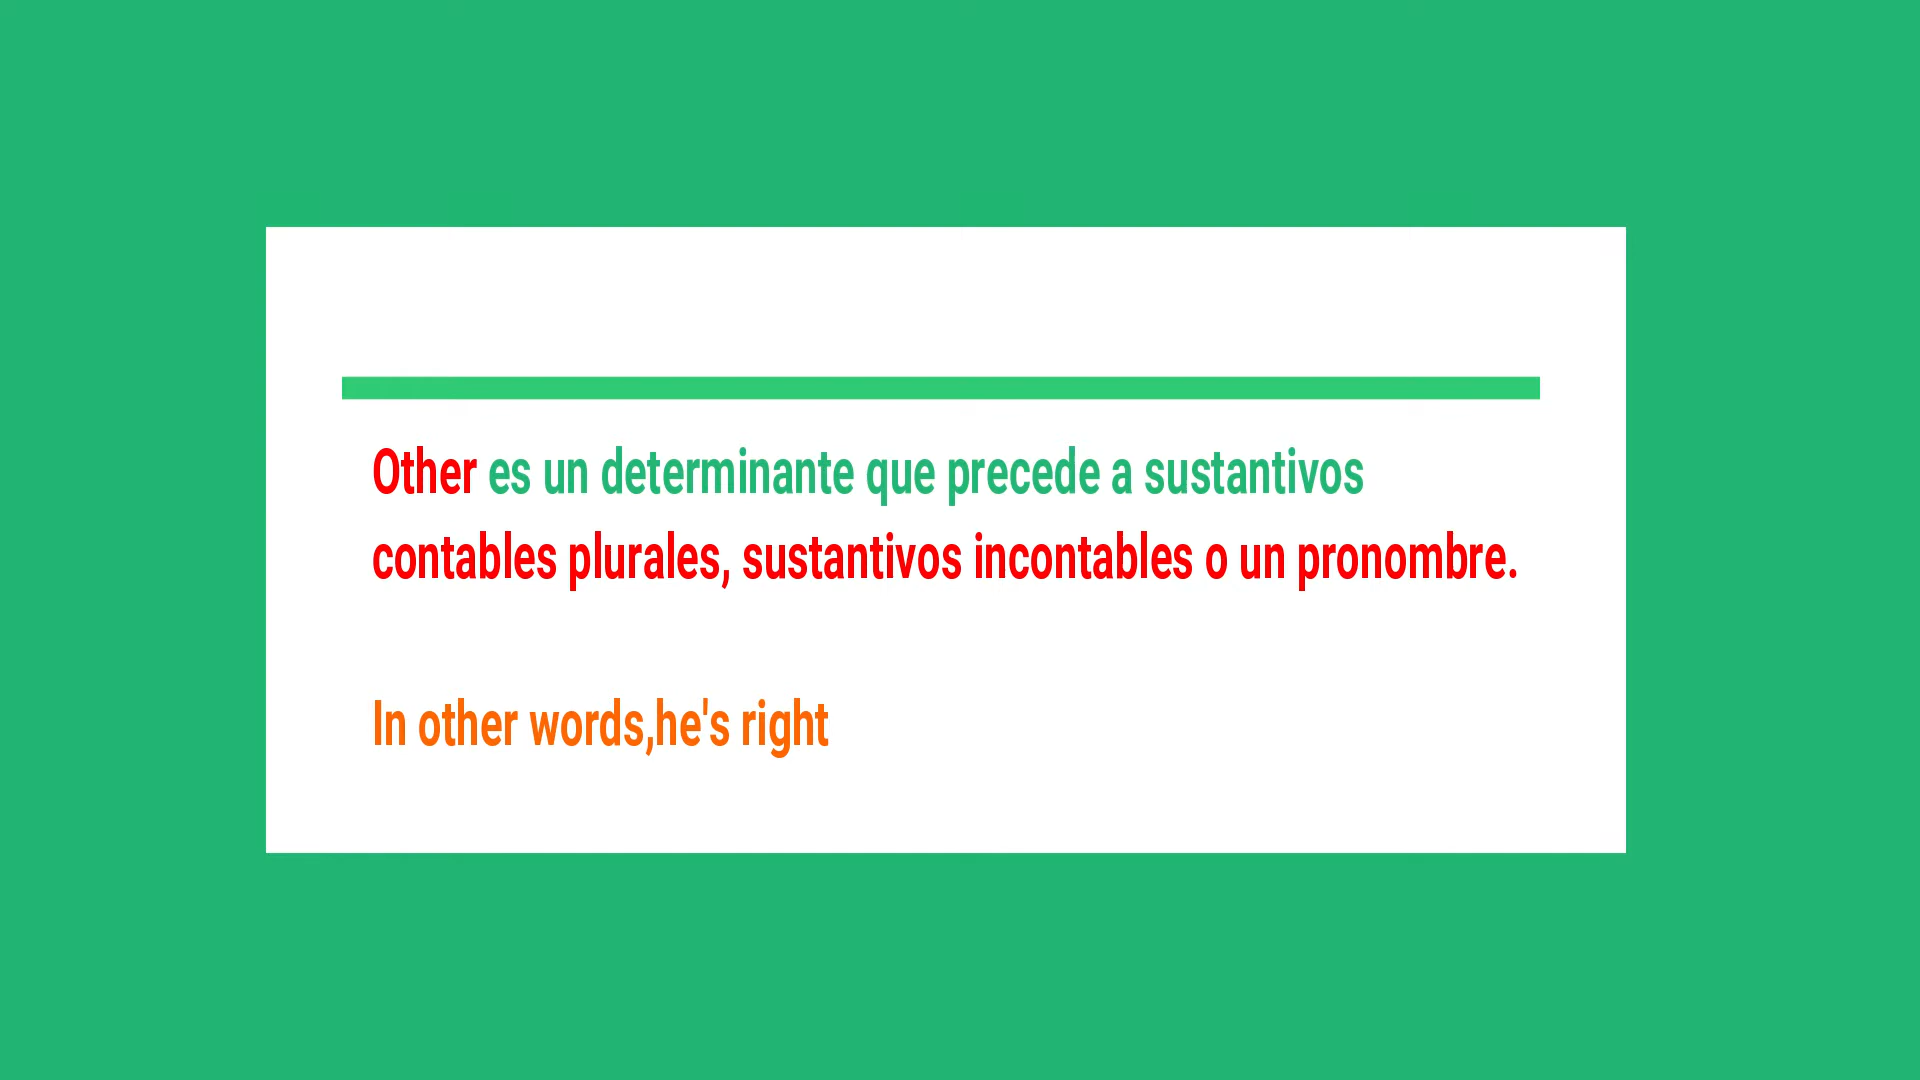 Other es un determinante que precede a sustantivos
contables plurales, sustantivos incontables o un pronombre.
In other words,he's right